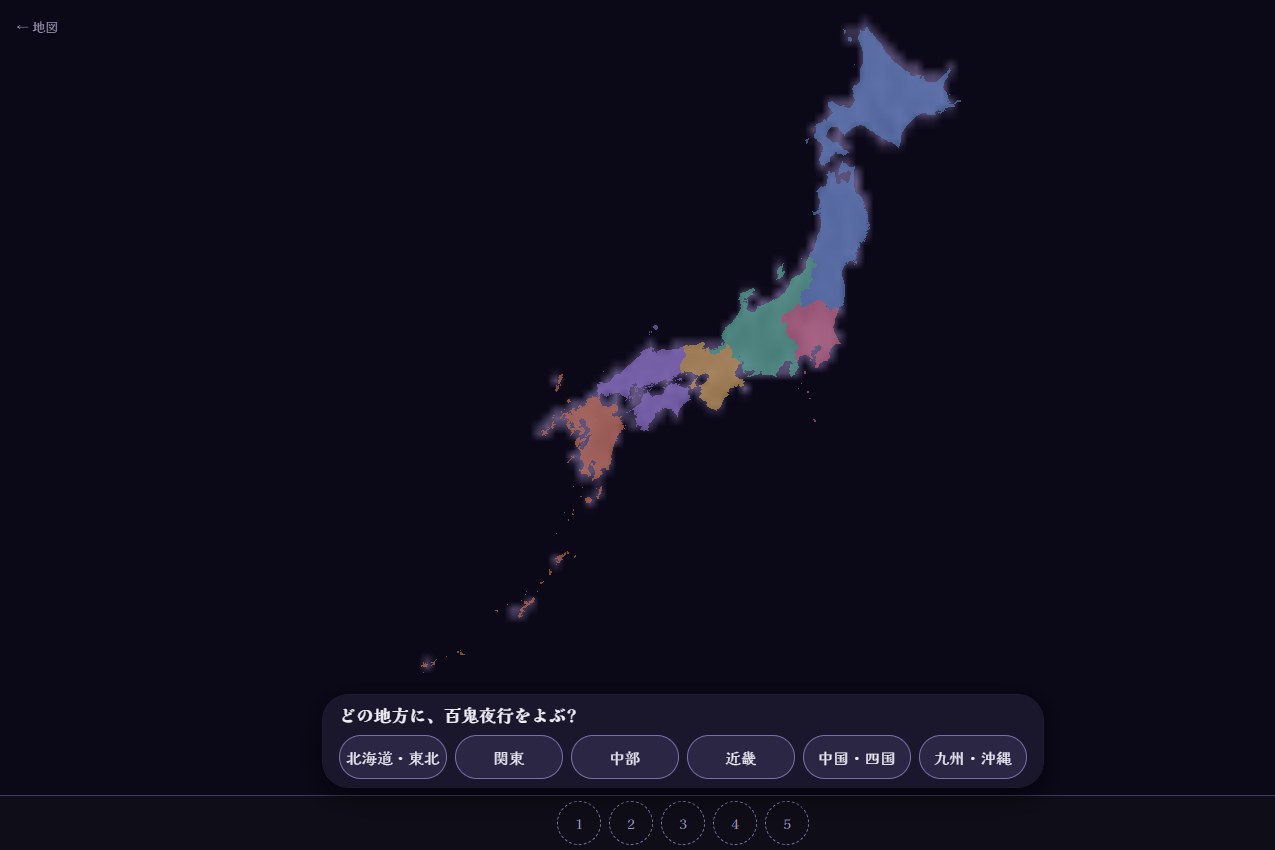 ← 地図
どの地方に、百鬼夜行をよぶ?
北海道・東北 関東 中部 近畿 中国・四国 九州・沖縄
1 2 3 4 5